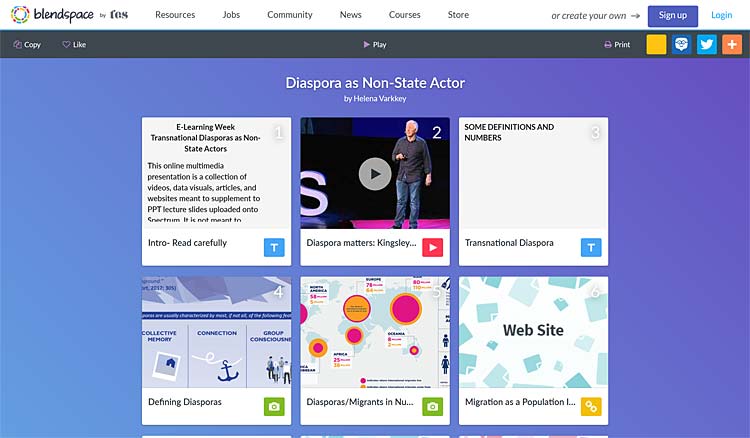 blendspace by tes
Resources Jobs Community News Courses Store or create your own → Sign up Login
Copy Like Play Print
Diaspora as Non-State Actor
by Helena Varkkey
1
E-Learning Week
Transnational Diasporas as Non-
State Actors
This online multimedia
presentation is a collection of
videos, data visuals, articles, and
websites meant to supplement to
PPT lecture slides uploaded onto
Spectrum. It is not meant to
Intro- Read carefully
T
2
Diaspora matters: Kingsley...
3
SOME DEFINITIONS AND
NUMBERS
Transnational Diaspora
T
4
ort, 2017: 305)
COLLECTIVE
MEMORY
CONNECTION
GROUP
CONSCIOUSNE
Defining Diasporas
5
NORTH
AMERICA
EUROPE
AFRICA
OCEANIA
Diasporas/Migrants in Nu...
6
Web Site
Migration as a Population I...